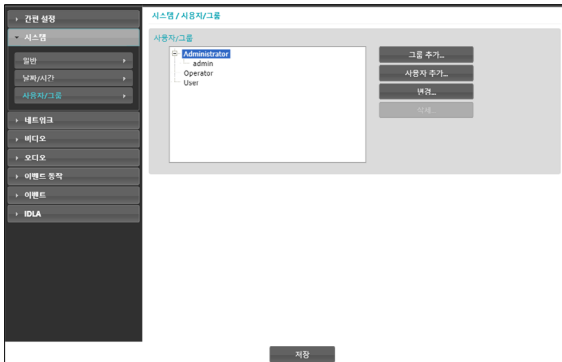 간편 설정
시스템
일반
날짜/시간
사용자/그룹
네트워크
비디오
오디오
이벤트 동작
이벤트
IDLA
시스템 / 사용자/그룹
사용자/그룹
Administrator
admin
Operator
User
그룹 추가...
사용자 추가...
변경...
삭제...
저장